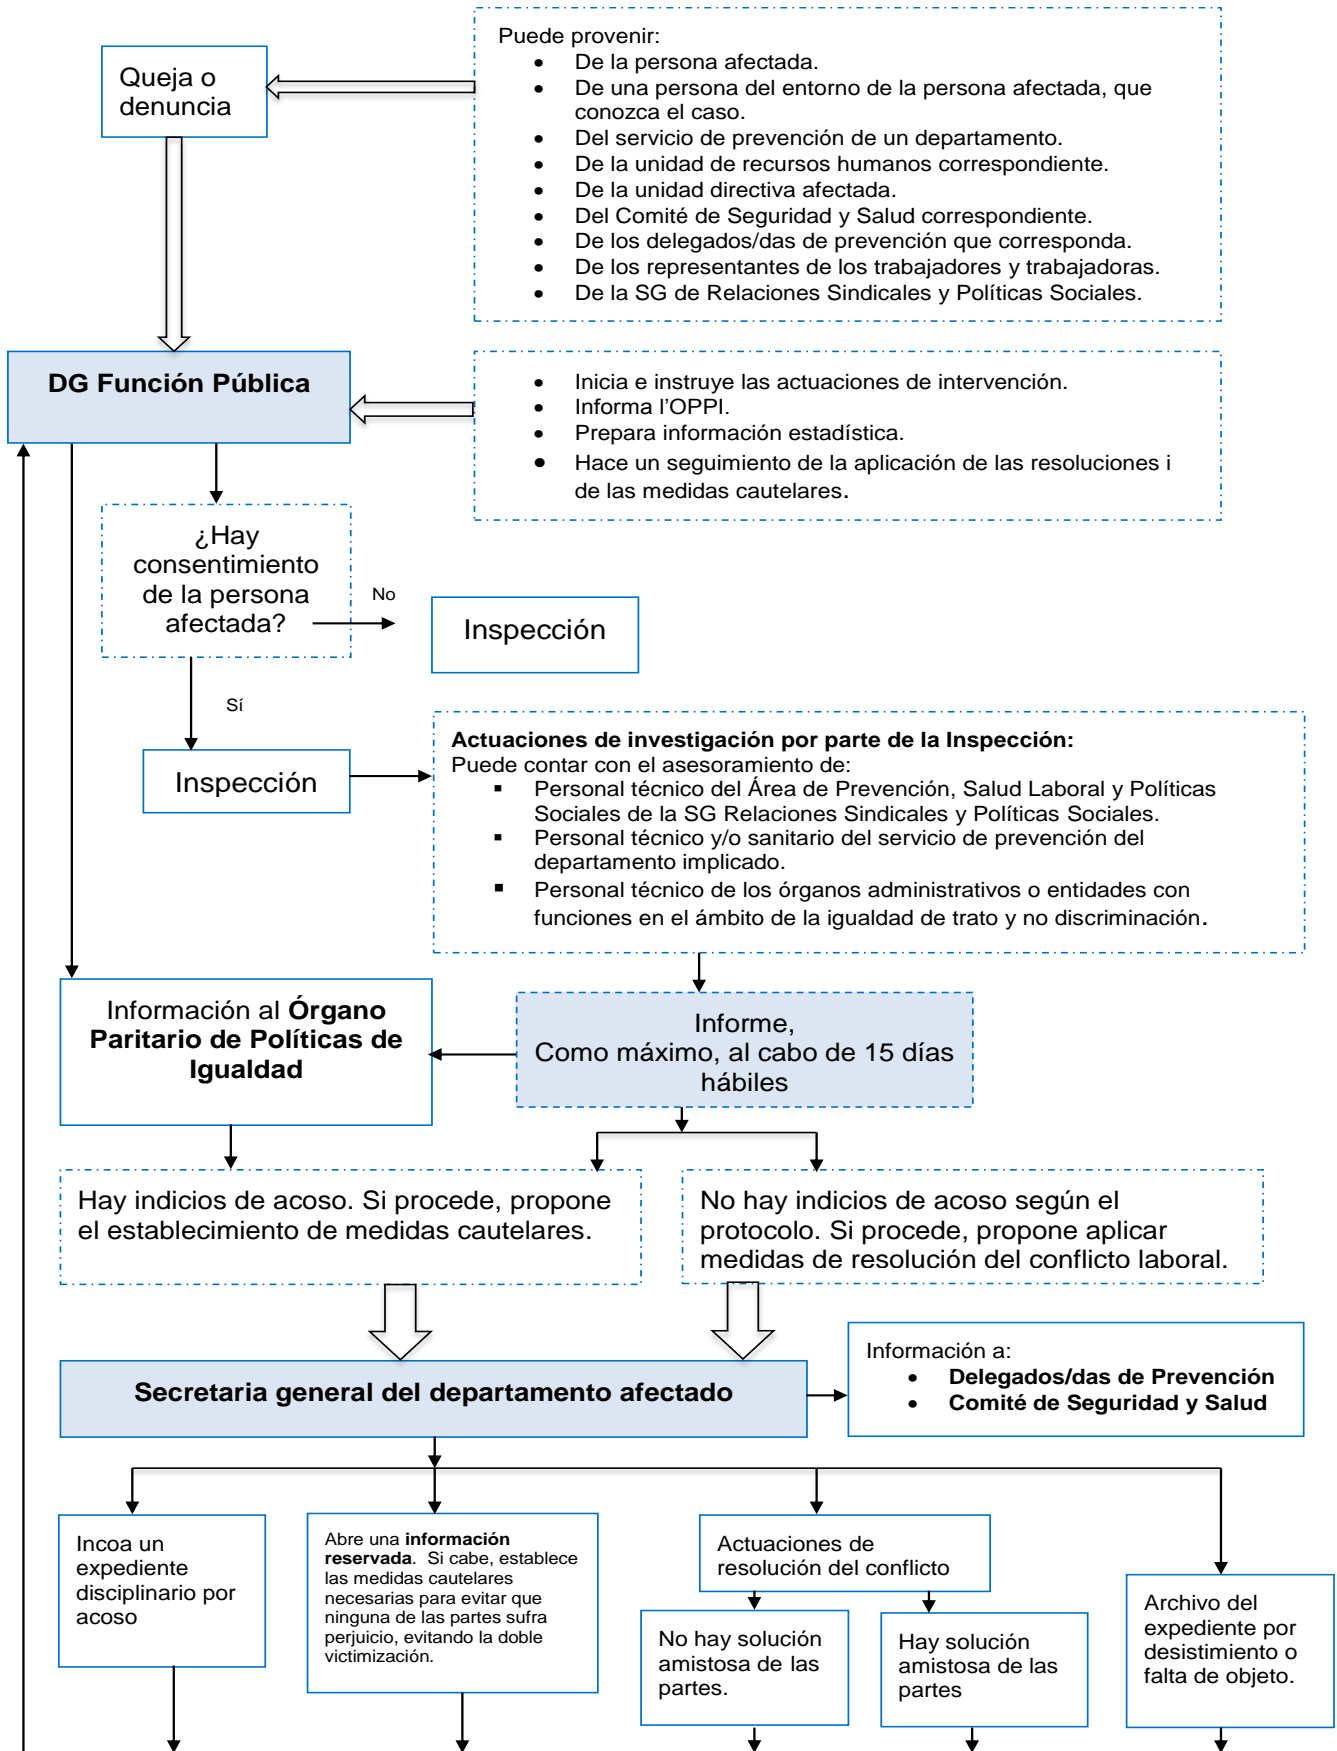 Queja o
denuncia
Puede provenir:
• De la persona afectada.
• De una persona del entorno de la persona afectada, que
conozca el caso.
• Del servicio de prevención de un departamento.
• De la unidad de recursos humanos correspondiente.
• De la unidad directiva afectada.
• Del Comité de Seguridad y Salud correspondiente.
• De los delegados/das de prevención que corresponda.
• De los representantes de los trabajadores y trabajadoras.
• De la SG de Relaciones Sindicales y Políticas Sociales.
DG Función Pública
• Inicia e instruye las actuaciones de intervención.
• Informa l'OPPI.
• Prepara información estadística.
• Hace un seguimiento de la aplicación de las resoluciones i
de las medidas cautelares.
¿Hay
consentimiento
de la persona
afectada?
No
Inspección
Sí
Inspección
Actuaciones de investigación por parte de la Inspección:
Puede contar con el asesoramiento de:
▪ Personal técnico del Área de Prevención, Salud Laboral y Políticas
Sociales de la SG Relaciones Sindicales y Políticas Sociales.
▪ Personal técnico y/o sanitario del servicio de prevención del
departamento implicado.
▪ Personal técnico de los órganos administrativos o entidades con
funciones en el ámbito de la igualdad de trato y no discriminación.
Información al Órgano
Paritario de Políticas de
Igualdad
Informe,
Como máximo, al cabo de 15 días
hábiles
Hay indicios de acoso. Si procede, propone
el establecimiento de medidas cautelares.
No hay indicios de acoso según el
protocolo. Si procede, propone aplicar
medidas de resolución del conflicto laboral.
Secretaria general del departamento afectado
Información a:
• Delegados/das de Prevención
• Comité de Seguridad y Salud
Incoa un
expediente
disciplinario por
acoso
Abre una información
reservada. Si cabe, establece
las medidas cautelares
necesarias para evitar que
ninguna de las partes sufra
perjuicio, evitando la doble
victimización.
Actuaciones de
resolución del conflicto
No hay solución
amistosa de las
partes.
Hay solución
amistosa de las
partes
Archivo del
expediente por
desistimiento o
falta de objeto.